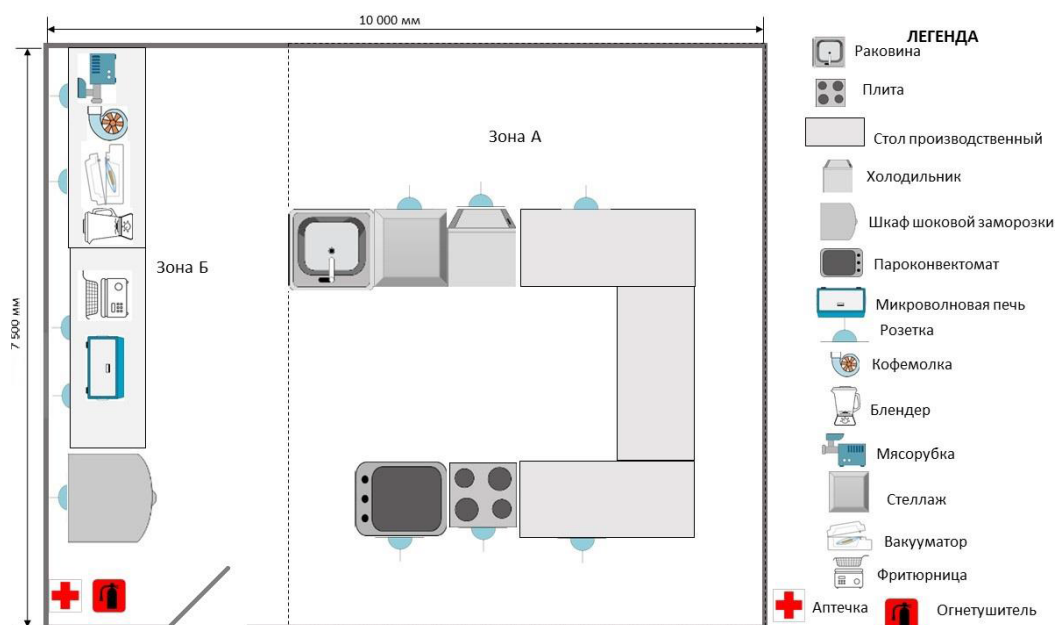 10 000 мм
7 500 мм
Зона А
Зона Б
ЛЕГЕНДА
Раковина
Плита
Стол производственный
Холодильник
Шкаф шоковой заморозки
Пароконвектомат
Микроволновая печь
Розетка
Кофемолка
Блендер
Мясорубка
Стеллаж
Вакууматор
Фритюрница
Аптечка
Огнетушитель